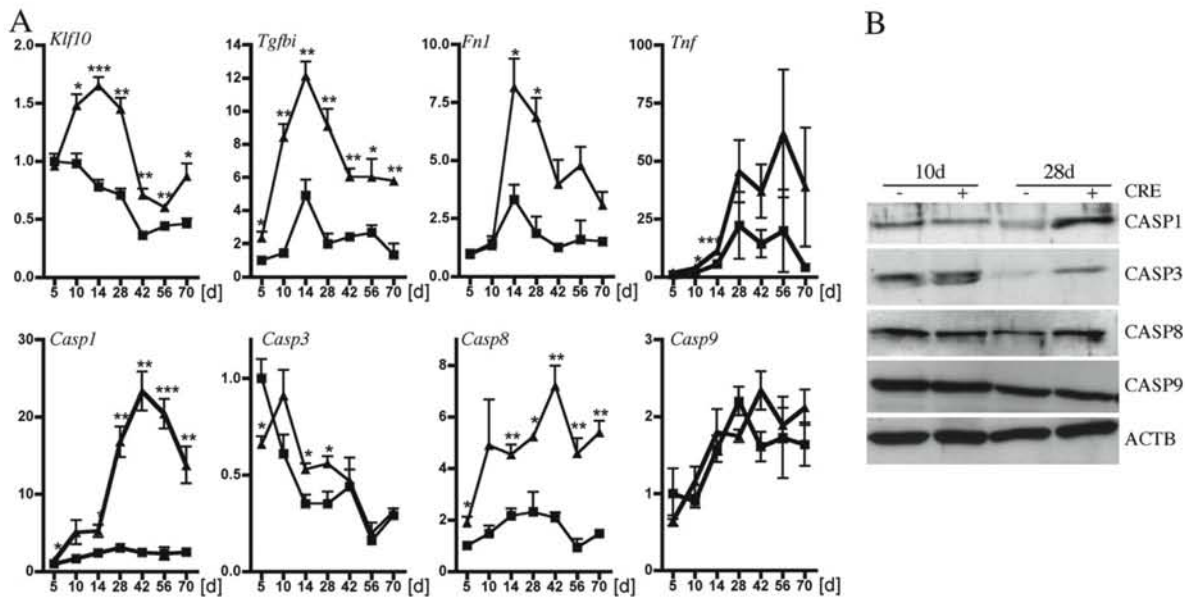 A
Klf10
2.0
1.5
1.0
0.5
0.0
* *** ** ** ** *
5 10 14 28 42 56 70 [d]
Tgfbi
14
12
10
8
6
4
2
0
* ** ** ** ** * **
5 10 14 28 42 56 70 [d]
Fn1
10.0
7.5
5.0
2.5
0.0
* *
5 10 14 28 42 56 70 [d]
Tnf
100
75
50
25
0
* **
5 10 14 28 42 56 70 [d]
Casp1
30
20
10
0
* ** ** *** **
5 10 14 28 42 56 70 [d]
Casp3
1.0
0.5
0.0
* * *
5 10 14 28 42 56 70 [d]
Casp8
8
6
4
2
0
* ** * ** ** **
5 10 14 28 42 56 70 [d]
Casp9
3
2
1
0
5 10 14 28 42 56 70 [d]
B
10d 28d
- + - + CRE
CASP1
CASP3
CASP8
CASP9
ACTB